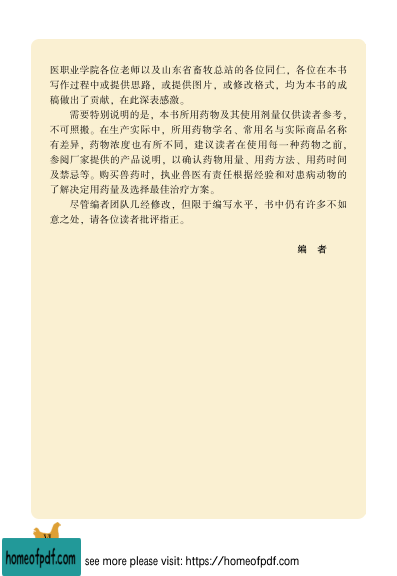 医职业学院各位老师以及山东省畜牧总站的各位同仁，各位在本书
写作过程中或提供思路，或提供图片，或修改格式，均为本书的成
稿做出了贡献，在此深表感激。
需要特别说明的是，本书所用药物及其使用剂量仅供读者参考，
不可照搬。在生产实际中，所用药物学名、常用名与实际商品名称
有差异，药物浓度也有所不同，建议读者在使用每一种药物之前，
参阅厂家提供的产品说明，以确认药物用量、用药方法、用药时间
及禁忌等。购买兽药时，执业兽医有责任根据经验和对患病动物的
了解决定用药量及选择最佳治疗方案。
尽管编者团队几经修改，但限于编写水平，书中仍有许多不如
意之处，请各位读者批评指正。
编 者
homeofpdf.com
see more please visit: https://homeofpdf.com